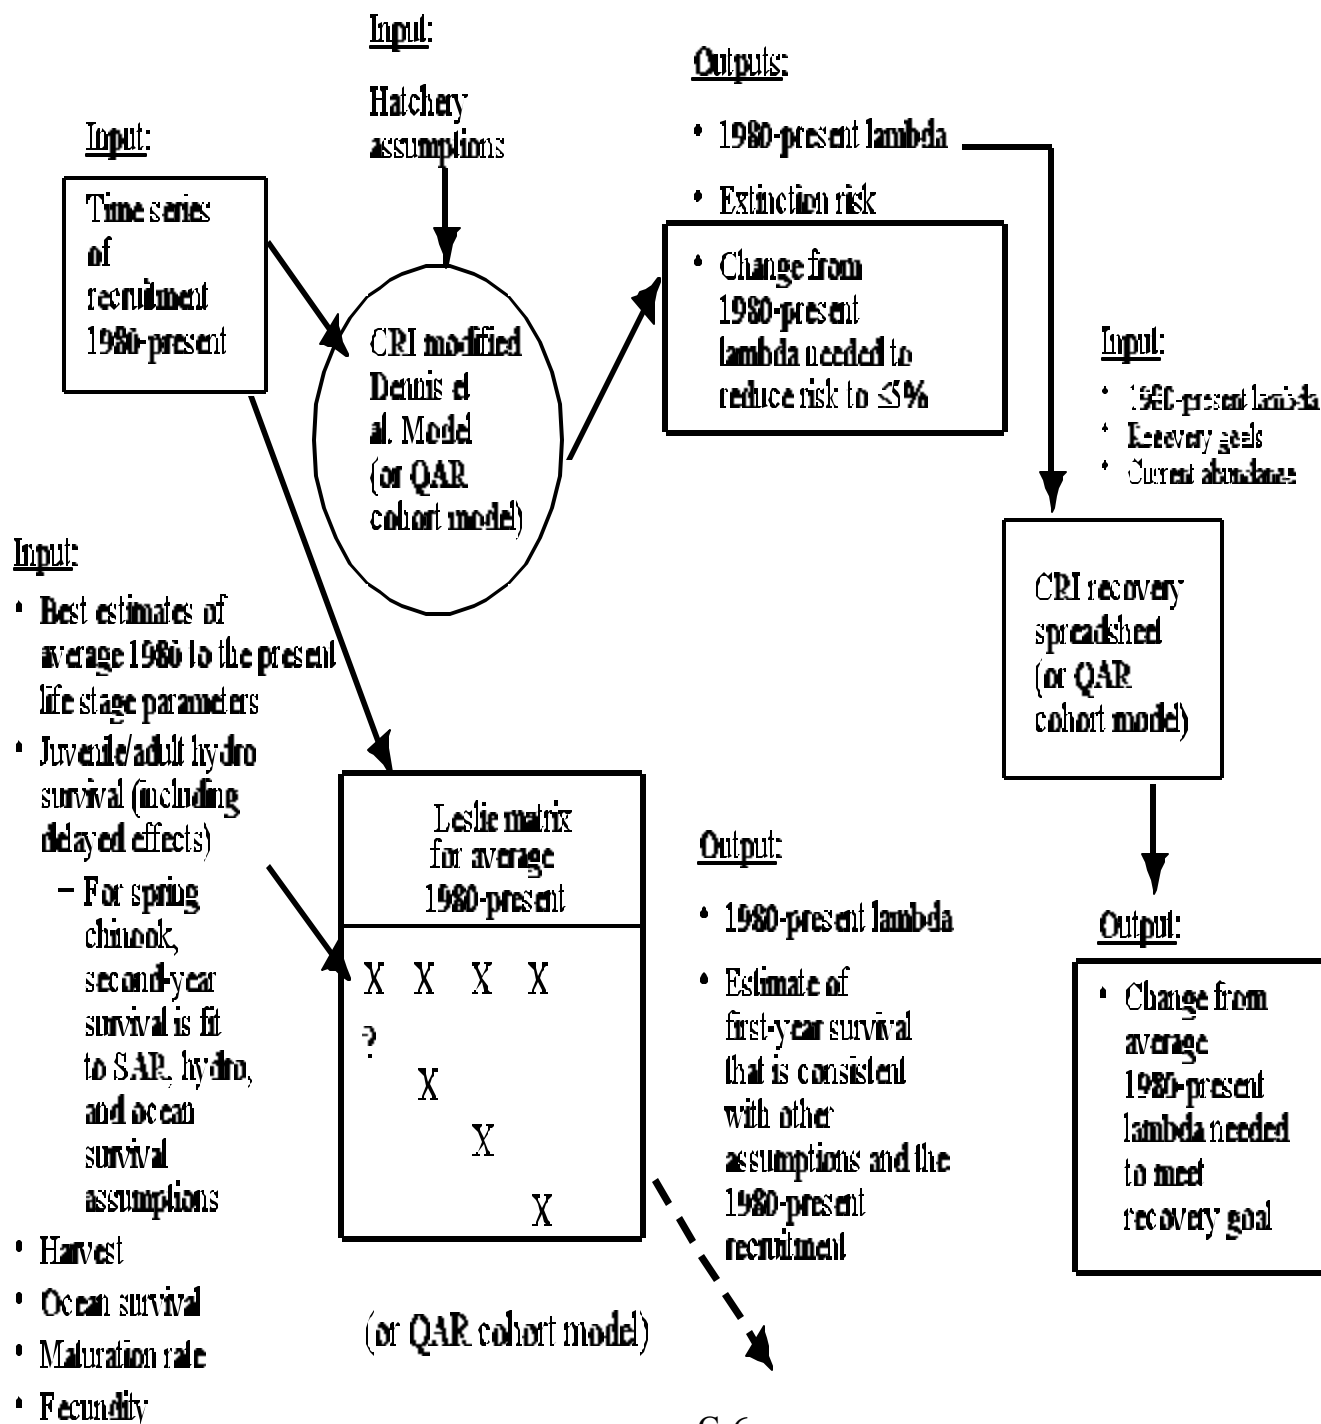 Input:
Hatchery
assumptions
Input:
Time series
of
recruitment
1980-present
CRI modified
Dennis et
al. Model
(or QAR
cohort model)
Outputs:
• 1980-present lambda
• Extinction risk
• Change from
1980-present
lambda needed to
reduce risk to ≤5%
Input:
• 1980-present lambda
• Recovery goals
• Current abundance
CRI recovery
spreadsheet
(or QAR
cohort model)
Output:
• Change from
average
1980-present
lambda needed
to meet
recovery goal
Input:
• Best estimates of
average 1980 to the present
life stage parameters
• Juvenile/adult hydro
survival (including
delayed effects)
– For spring
chinook,
second-year
survival is fit
to SAR, hydro,
and ocean
survival
assumptions
• Harvest
• Ocean survival
• Maturation rate
• Fecundity
Leslie matrix
for average
1980-present
X X X X
?
X
X
X
(or QAR cohort model)
Output:
• 1980-present lambda
• Estimate of
first-year survival
that is consistent
with other
assumptions and the
1980-present
recruitment